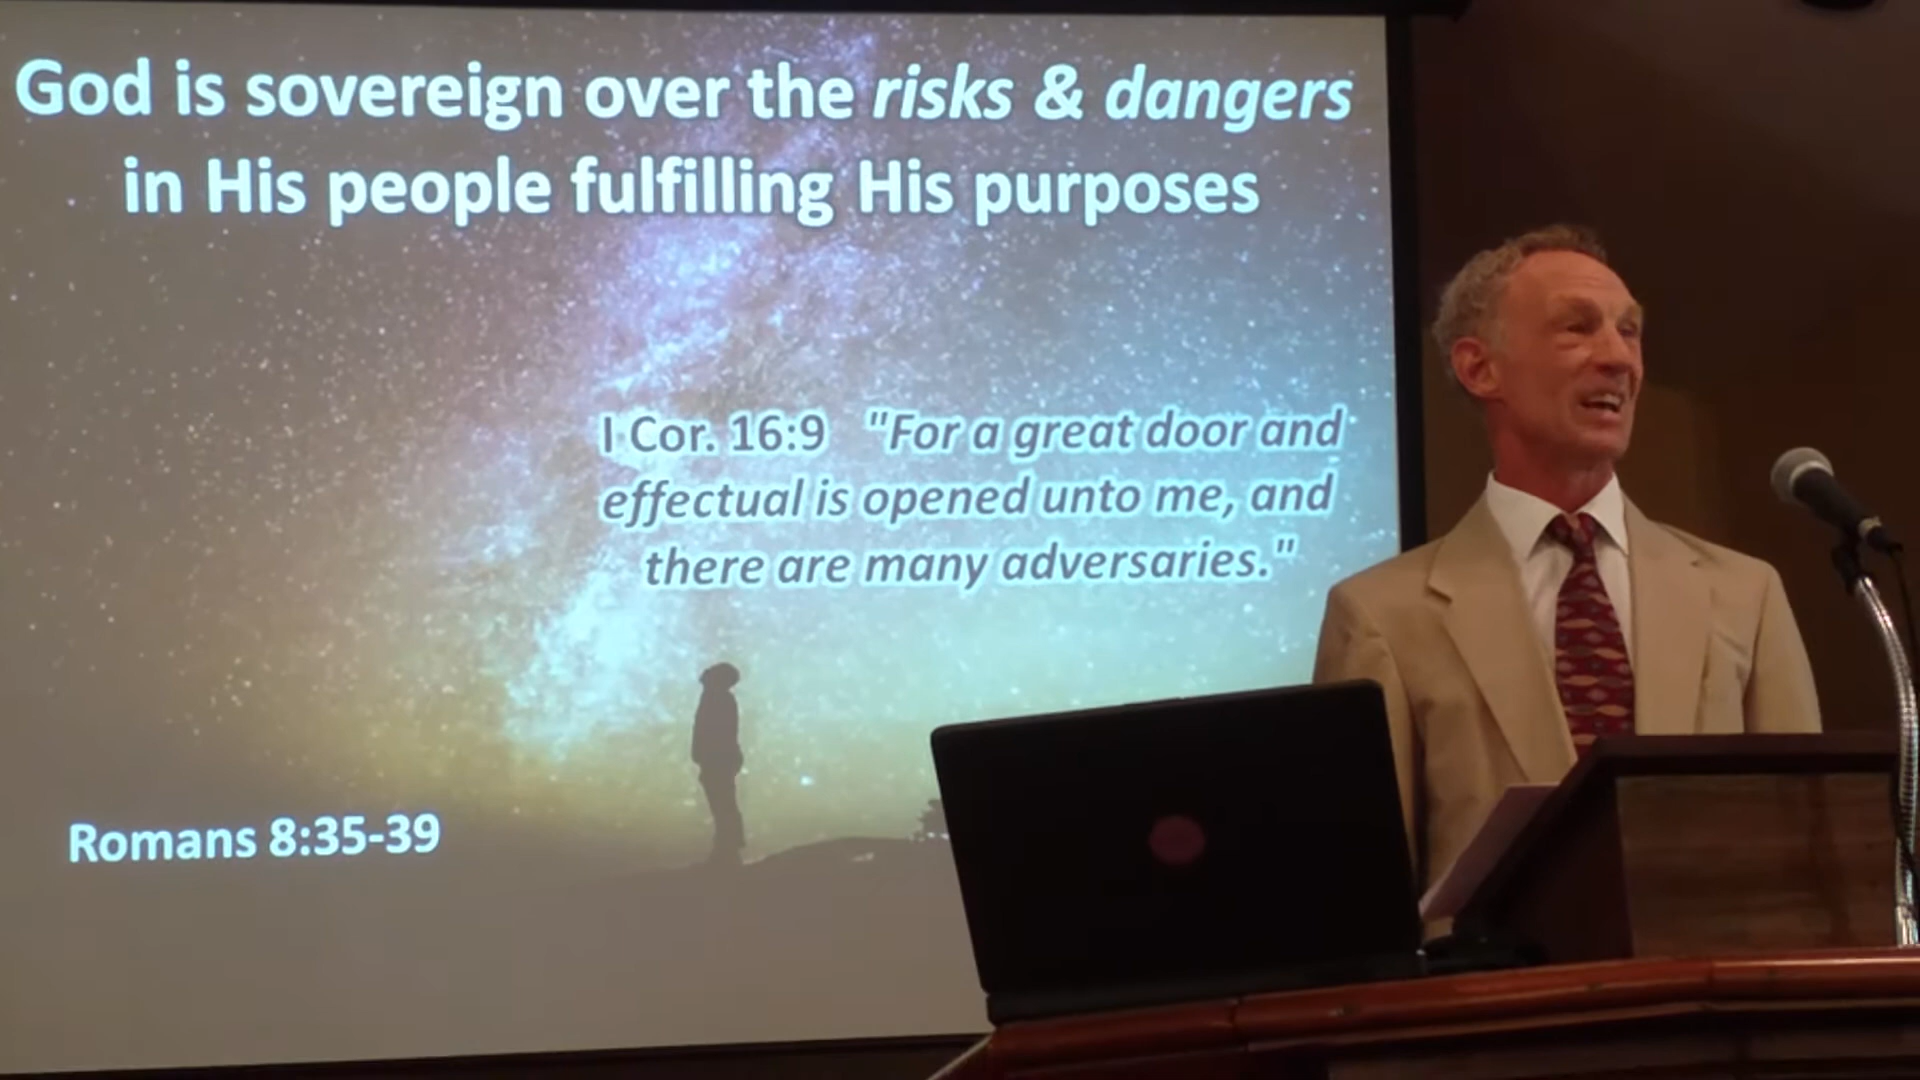 God is sovereign over the risks & dangers
in His people fulfilling His purposes
I Cor. 16:9 "For a great door and
effectual is opened unto me, and
there are many adversaries."
Romans 8:35-39